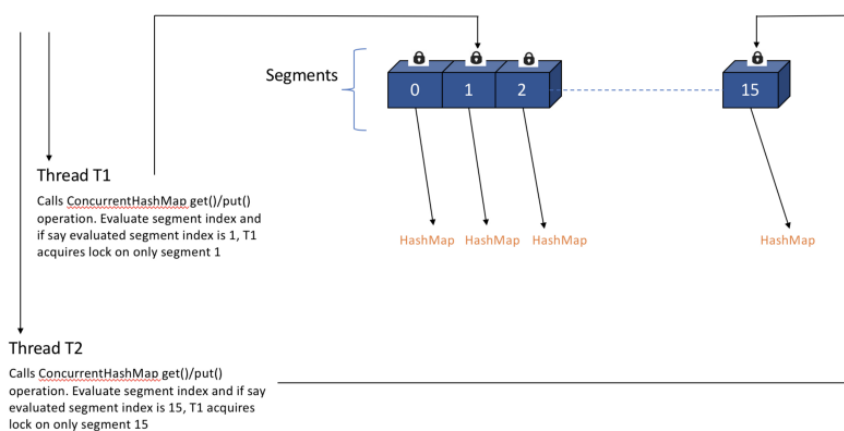 Segments
0 1 2 15
Thread T1
Calls ConcurrentHashMap get()/put()
operation. Evaluate segment index and
if say evaluated segment index is 1, T1
acquires lock on only segment 1
HashMap HashMap HashMap HashMap
Thread T2
Calls ConcurrentHashMap get()/put()
operation. Evaluate segment index and if say
evaluated segment index is 15, T1 acquires
lock on only segment 15